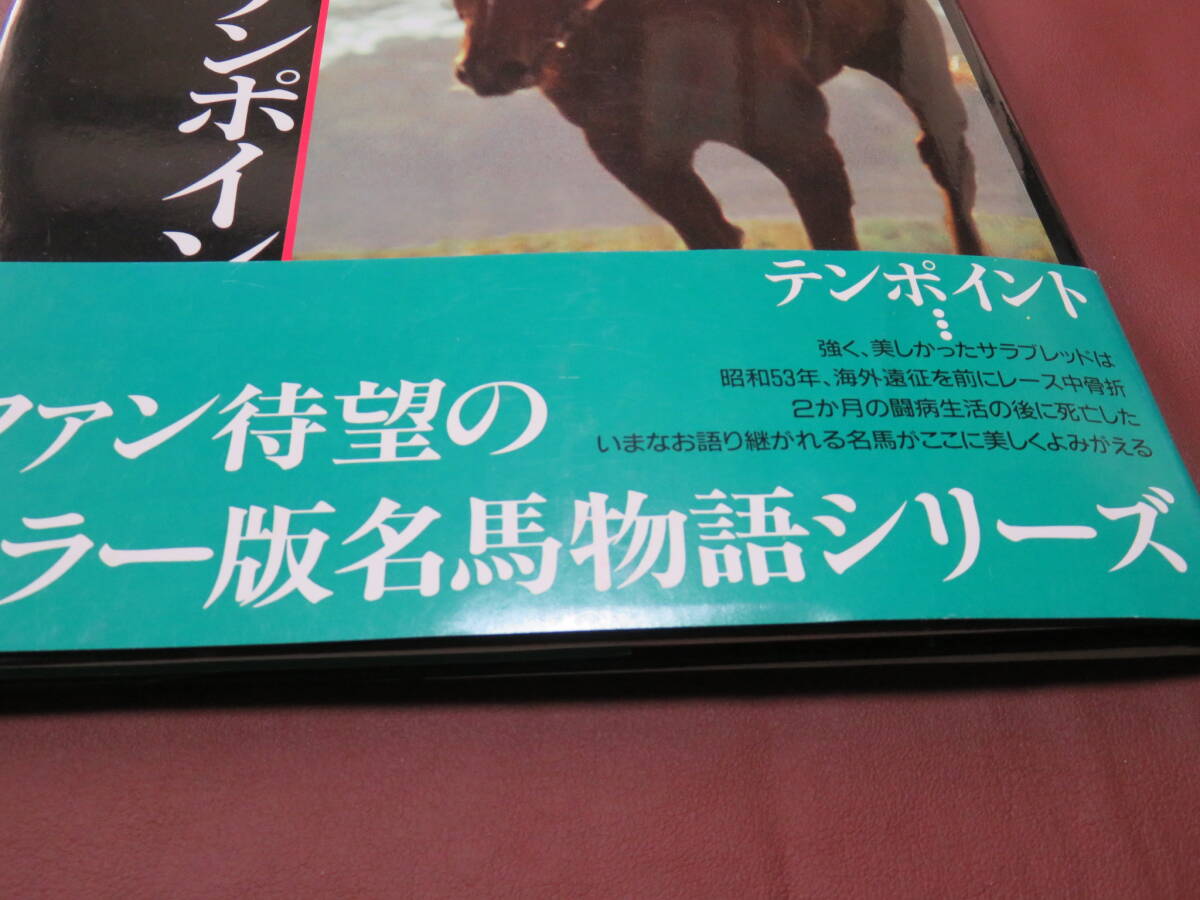 ンポイン
テンポイント…
強く、美しかったサラブレッドは
昭和53年、海外遠征を前にレース中骨折
2か月の闘病生活の後に死亡した
いまなお語り継がれる名馬がここに美しくよみがえる
ファン待望の
ラー版名馬物語シリーズ